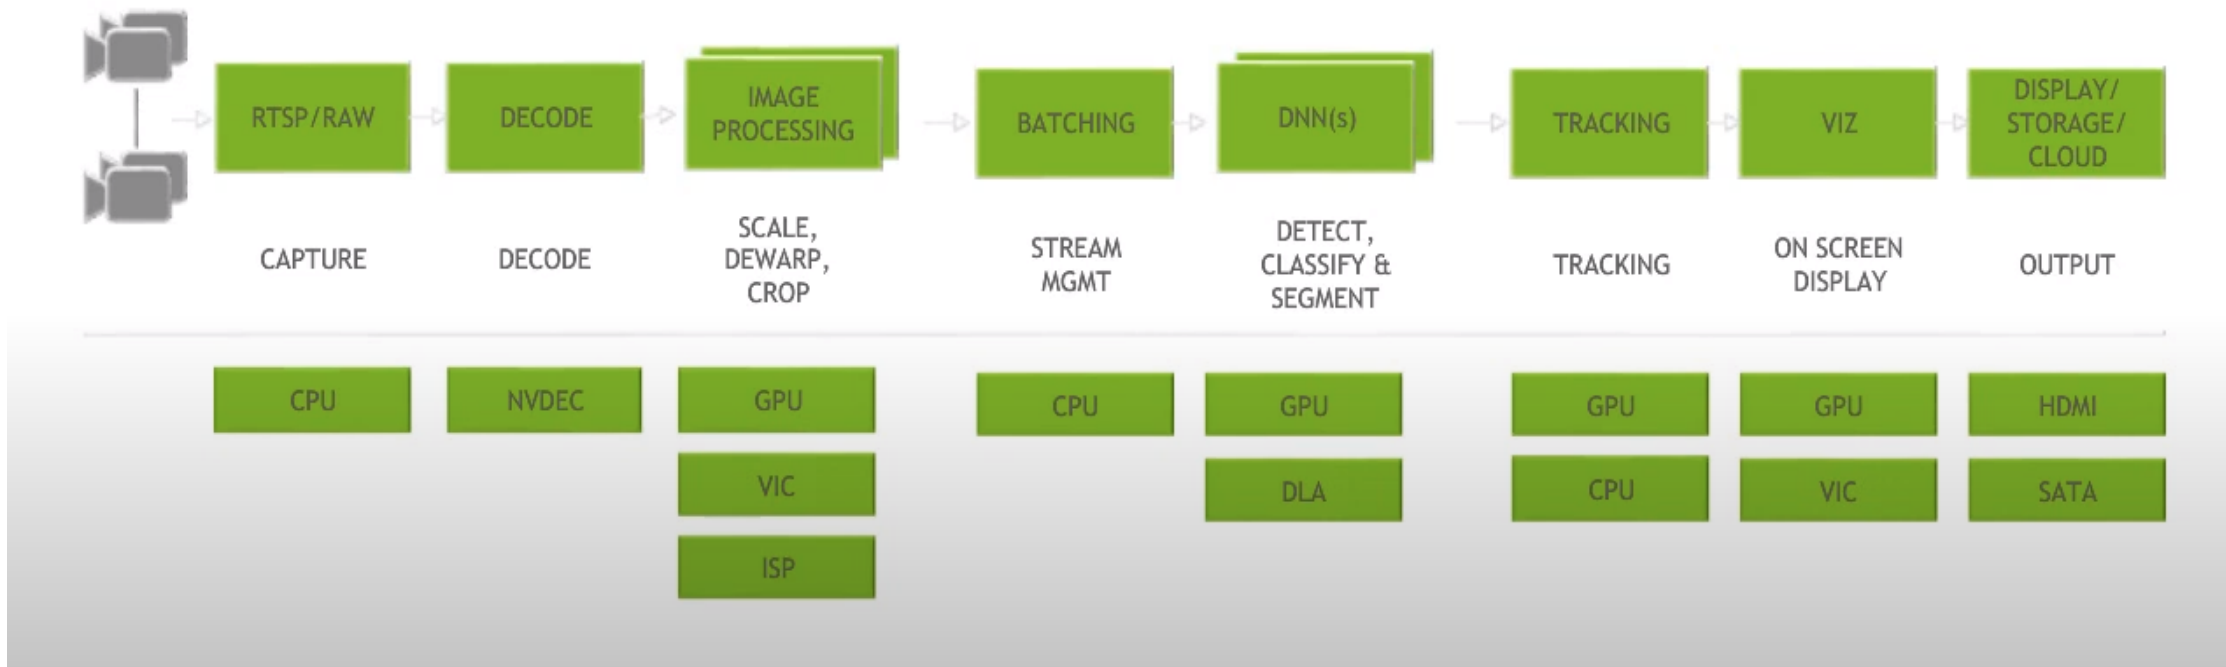 RTSP/RAW
DECODE
IMAGE
PROCESSING
BATCHING
DNN(s)
TRACKING
VIZ
DISPLAY/
STORAGE/
CLOUD
CAPTURE
DECODE
SCALE,
DEWARP,
CROP
STREAM
MGMT
DETECT,
CLASSIFY &
SEGMENT
TRACKING
ON SCREEN
DISPLAY
OUTPUT
CPU
NVDEC
GPU
CPU
GPU
GPU
GPU
HDMI
VIC
DLA
CPU
VIC
SATA
ISP